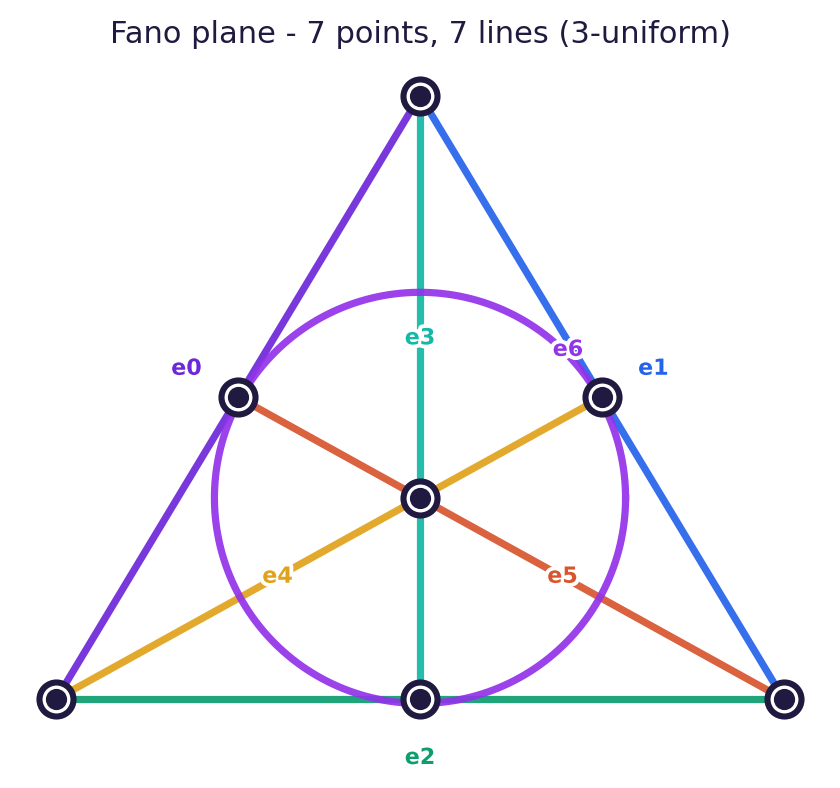 Fano plane - 7 points, 7 lines (3-uniform)
e3
e6
e0
e1
e4
e5
e2